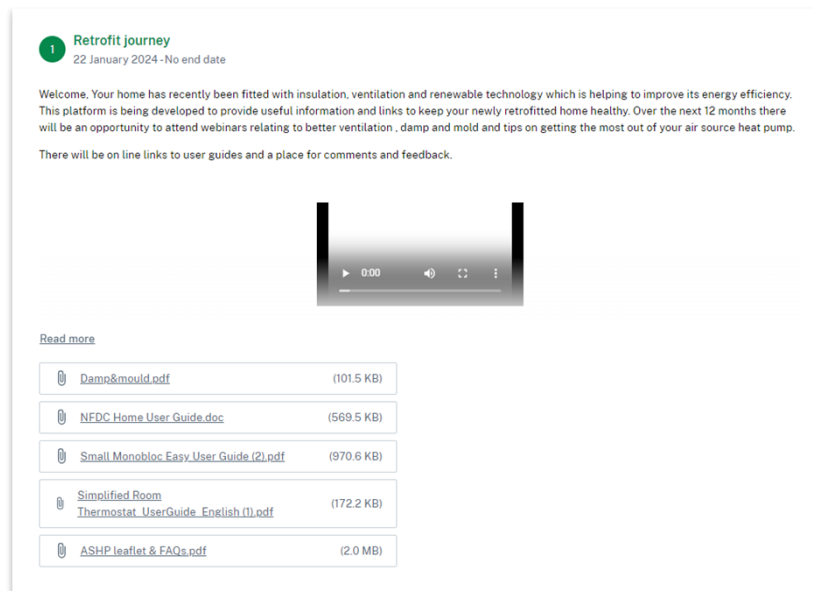 1
Retrofit journey
22 January 2024 - No end date
Welcome, Your home has recently been fitted with insulation, ventilation and renewable technology which is helping to improve its energy efficiency.
This platform is being developed to provide useful information and links to keep your newly retrofitted home healthy. Over the next 12 months there
will be an opportunity to attend webinars relating to better ventilation , damp and mold and tips on getting the most out of your air source heat pump.
There will be on line links to user guides and a place for comments and feedback.
0:00
Read more
Damp&mould.pdf (101.5 KB)
NFDC Home User Guide.doc (569.5 KB)
Small Monobloc Easy User Guide (2).pdf (970.6 KB)
Simplified Room
Thermostat_UserGuide_English (1).pdf (172.2 KB)
ASHP leaflet & FAQs.pdf (2.0 MB)